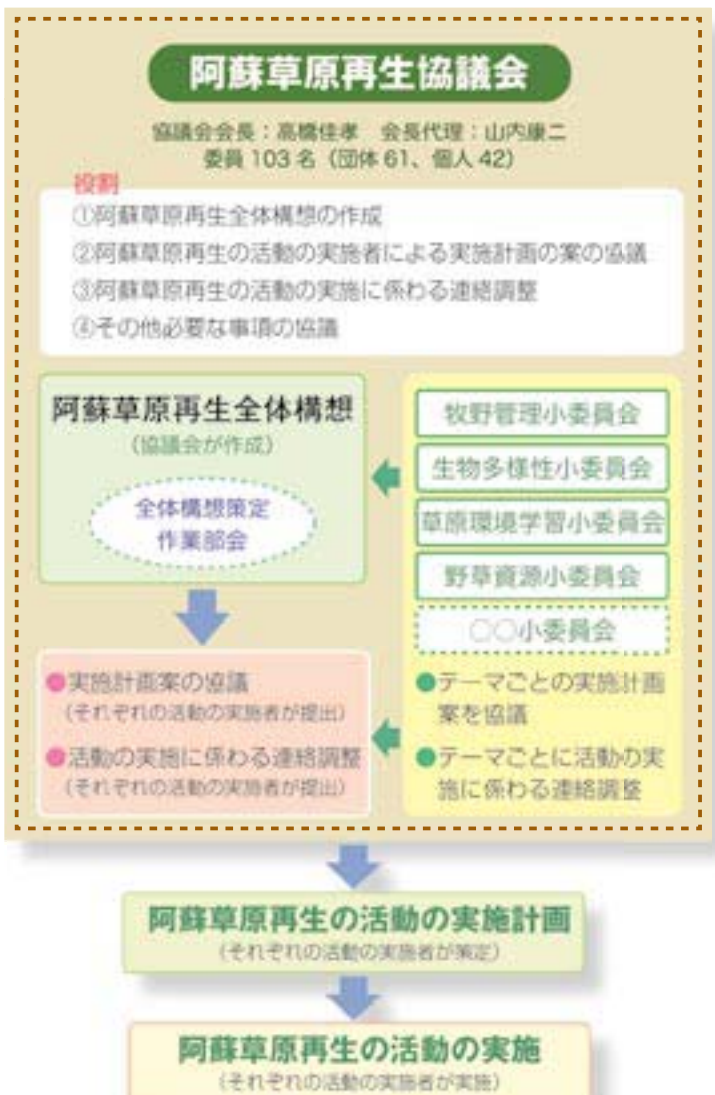 阿蘇草原再生協議会
協議会会長：高橋佳孝　会長代理：山内康二
委員 103 名（団体 61、個人 42）
役割
①阿蘇草原再生全体構想の作成
②阿蘇草原再生の活動の実施者による実施計画の案の協議
③阿蘇草原再生の活動の実施に係わる連絡調整
④その他必要な事項の協議
阿蘇草原再生全体構想
（協議会が作成）
全体構想策定
作業部会
牧野管理小委員会
生物多様性小委員会
草原環境学習小委員会
野草資源小委員会
○○小委員会
●実施計画案の協議
（それぞれの活動の実施者が提出）
●活動の実施に係わる連絡調整
（それぞれの活動の実施者が提出）
●テーマごとの実施計画
案を協議
●テーマごとに活動の実
施に係わる連絡調整
阿蘇草原再生の活動の実施計画
（それぞれの活動の実施者が策定）
阿蘇草原再生の活動の実施
（それぞれの活動の実施者が実施）